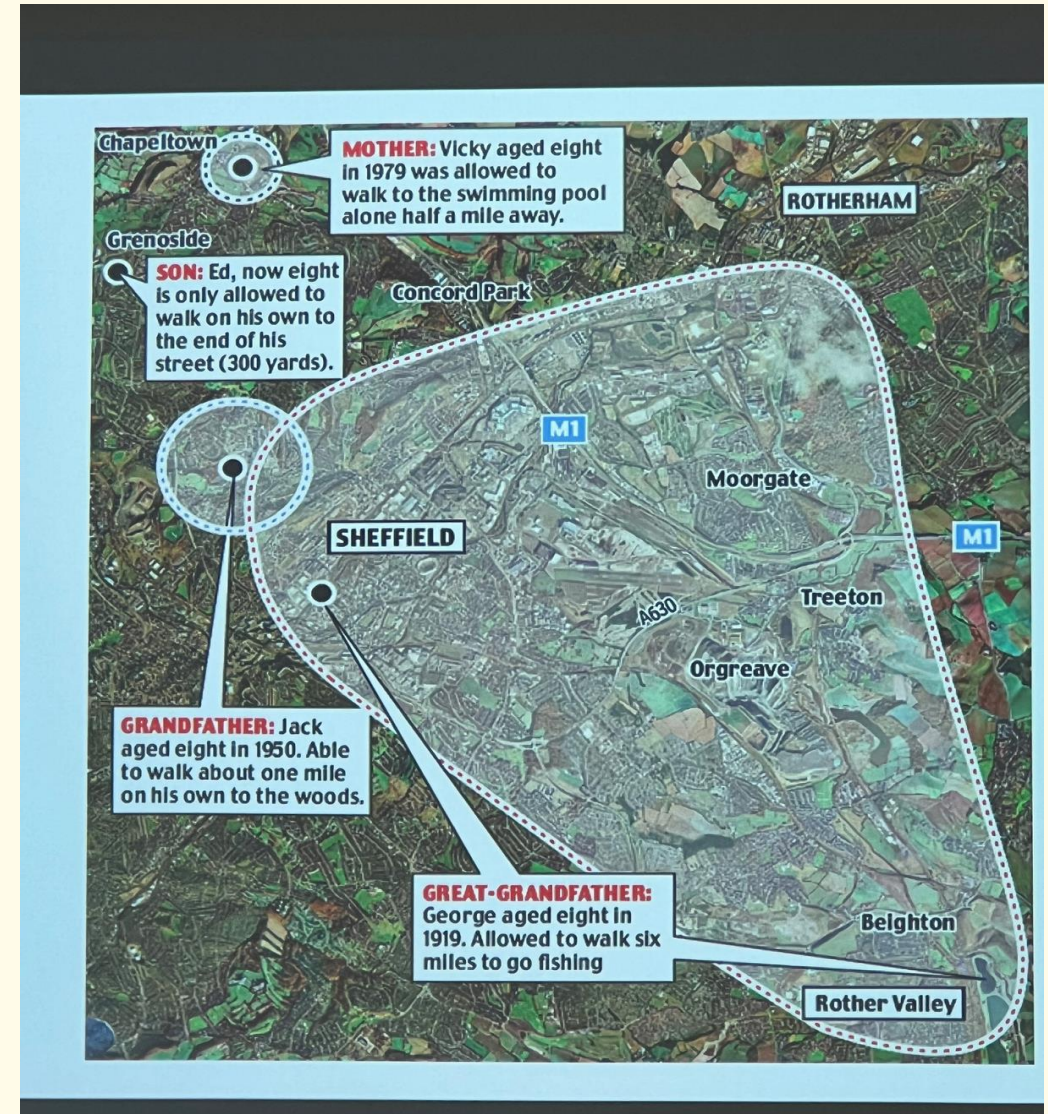 Chapeltown
MOTHER: Vicky aged eight
in 1979 was allowed to
walk to the swimming pool
alone half a mile away.
ROTHERHAM
Grenoside
SON: Ed, now eight
is only allowed to
walk on his own to
the end of his
street (300 yards).
Concord Park
M1
Moorgate
SHEFFIELD
M1
Treeton
A630
Orgreave
GRANDFATHER: Jack
aged eight in 1950. Able
to walk about one mile
on his own to the woods.
GREAT-GRANDFATHER:
George aged eight in
1919. Allowed to walk six
miles to go fishing
Beighton
Rother Valley